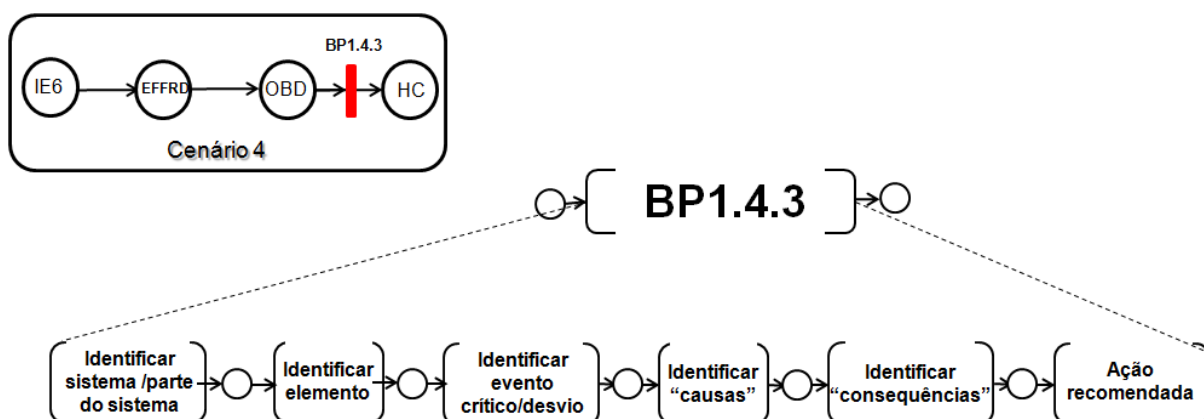 BP1.4.3
IE6
EFFRD
OBD
HC
Cenário 4
BP1.4.3
Identificar
sistema /parte
do sistema
Identificar
elemento
Identificar
evento
crítico/desvio
Identificar
“causas”
Identificar
“consequências”
Ação
recomendada